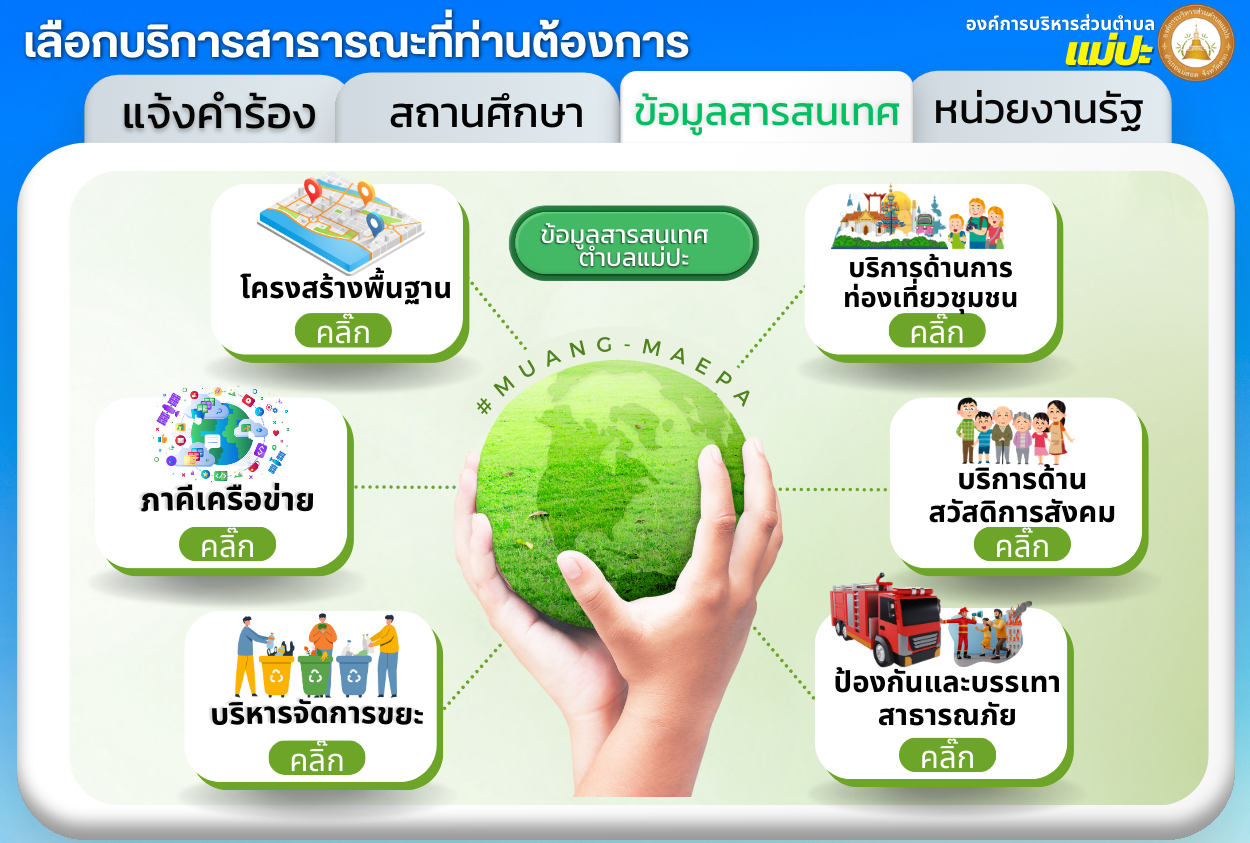 เลือกบริการสาธารณะที่ท่านต้องการ
องค์การบริหารส่วนตำบล
แม่ปะ
แจ้งคำร้อง
สถานศึกษา
ข้อมูลสารสนเทศ
หน่วยงานรัฐ
ข้อมูลสารสนเทศ
ตำบลแม่ปะ
โครงสร้างพื้นฐาน
คลิ๊ก
บริการด้านการ
ท่องเที่ยวชุมชน
คลิ๊ก
#MUANG-MAEPA
ภาคีเครือข่าย
คลิ๊ก
บริการด้าน
สวัสดิการสังคม
คลิ๊ก
บริหารจัดการขยะ
คลิ๊ก
ป้องกันและบรรเทา
สาธารณภัย
คลิ๊ก